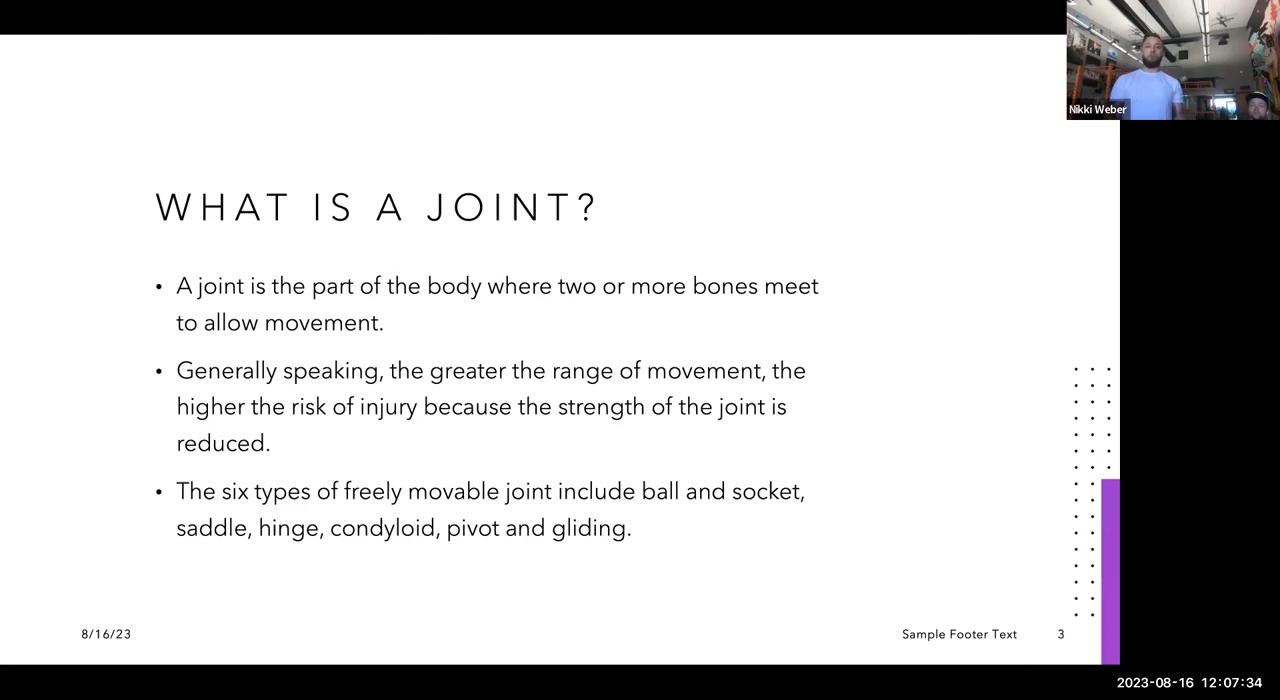 Nikki Weber
WHAT IS A JOINT?
• A joint is the part of the body where two or more bones meet
to allow movement.
• Generally speaking, the greater the range of movement, the
higher the risk of injury because the strength of the joint is
reduced.
• The six types of freely movable joint include ball and socket,
saddle, hinge, condyloid, pivot and gliding.
8/16/23
Sample Footer Text
3
2023-08-16 12:07:34